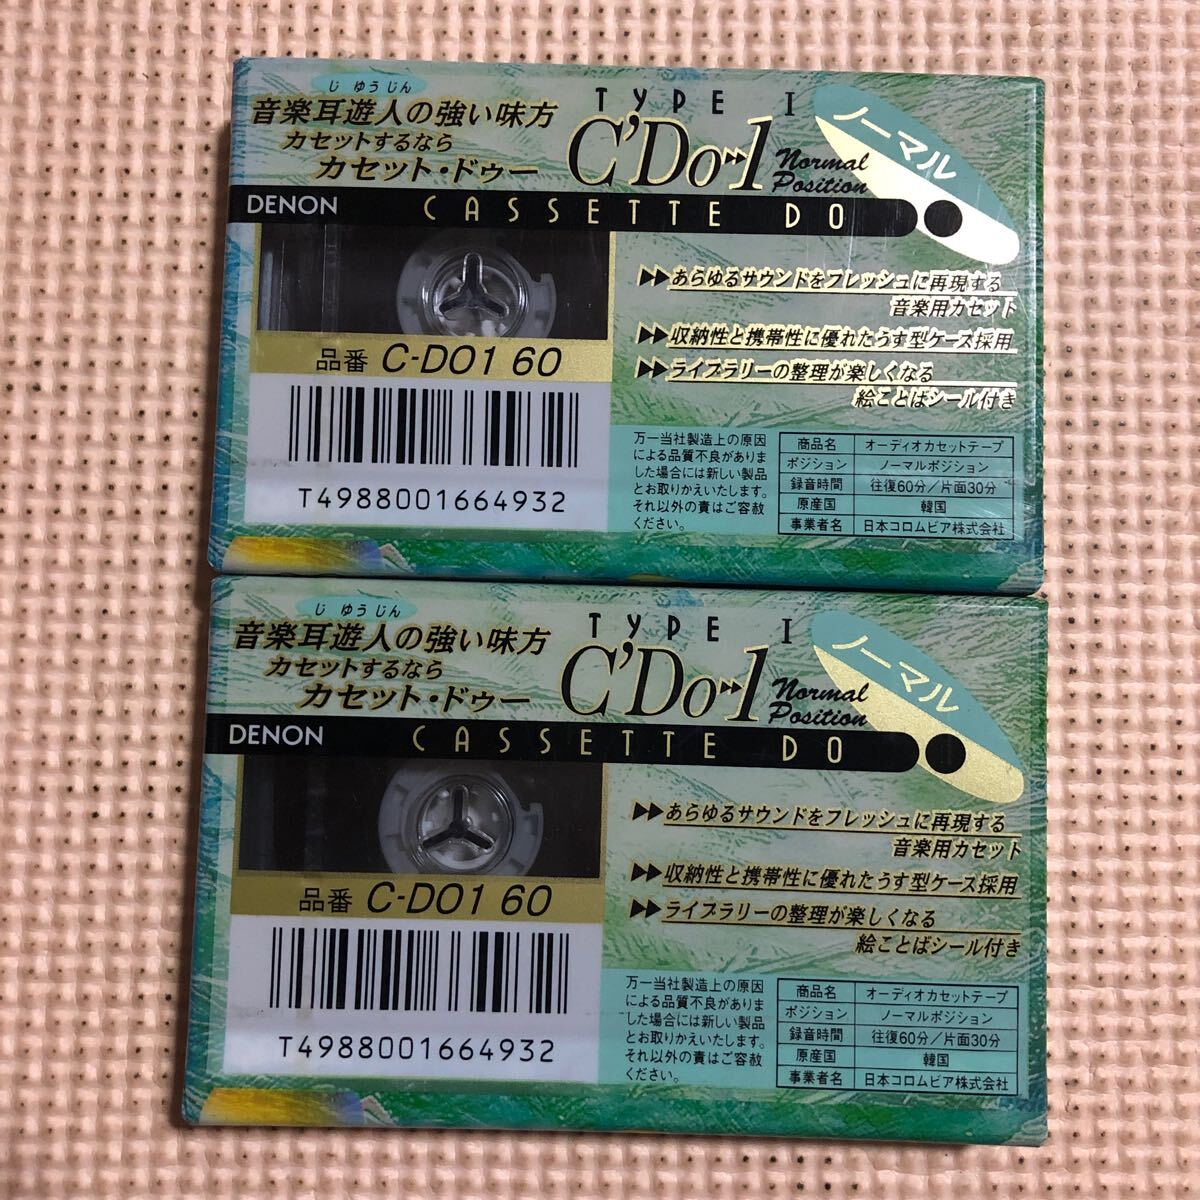 じ ゆうじん
音楽耳遊人の強い味方
カセットするなら
カセット・ドゥー
TYPE I
C'Do▸▸1
Normal
Position
ノーマル
DENON
CASSETTE DO
▶▶あらゆるサウンドをフレッシュに再現する
音楽用カセット
▶▶収納性と携帯性に優れたうす型ケース採用
▶▶ライブラリーの整理が楽しくなる
絵ことばシール付き
品番 C-DO1 60
T4988001664932
万一当社製造上の原因
による品質不良がありま
した場合には新しい製品
とお取りかえいたします。
それ以外の責はご容赦
ください。
商品名 オーディオカセットテープ
ポジション ノーマルポジション
録音時間 往復60分／片面30分
原産国 韓国
事業者名 日本コロムビア株式会社
じ ゆうじん
音楽耳遊人の強い味方
カセットするなら
カセット・ドゥー
TYPE I
C'Do▸▸1
Normal
Position
ノーマル
DENON
CASSETTE DO
▶▶あらゆるサウンドをフレッシュに再現する
音楽用カセット
▶▶収納性と携帯性に優れたうす型ケース採用
▶▶ライブラリーの整理が楽しくなる
絵ことばシール付き
品番 C-DO1 60
T4988001664932
万一当社製造上の原因
による品質不良がありま
した場合には新しい製品
とお取りかえいたします。
それ以外の責はご容赦
ください。
商品名 オーディオカセットテープ
ポジション ノーマルポジション
録音時間 往復60分／片面30分
原産国 韓国
事業者名 日本コロムビア株式会社